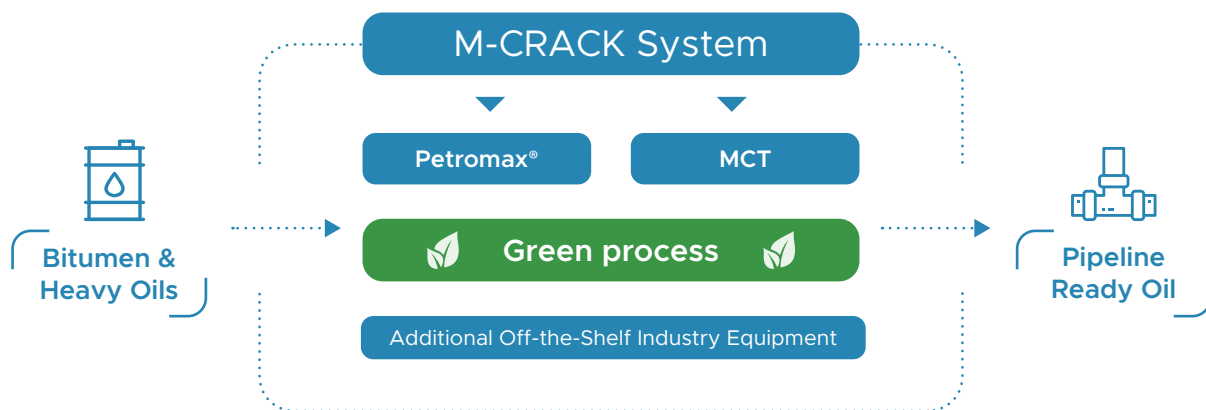 M-CRACK System
Petromax®
MCT
Bitumen &
Heavy Oils
Green process
Pipeline
Ready Oil
Additional Off-the-Shelf Industry Equipment